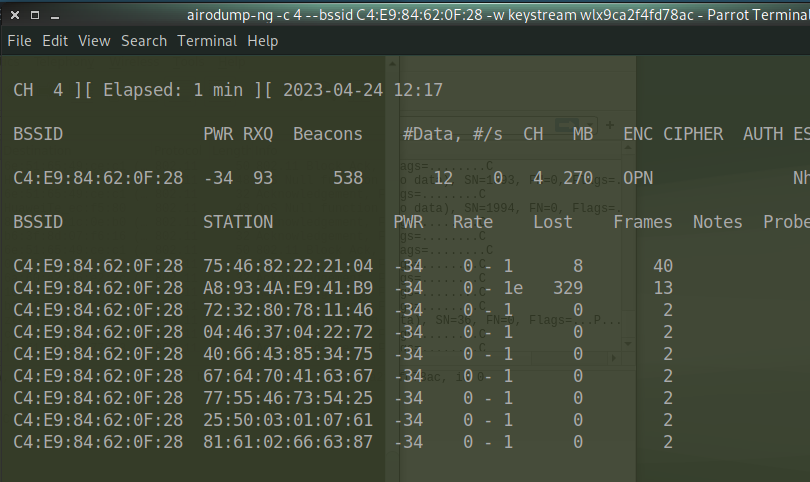 airodump-ng -c 4 --bssid C4:E9:84:62:0F:28 -w keystream wlx9ca2f4fd78ac - Parrot Terminal
File Edit View Search Terminal Help
CH 4 ][ Elapsed: 1 min ][ 2023-04-24 12:17
BSSID PWR RXQ Beacons #Data, #/s CH MB ENC CIPHER AUTH ES
C4:E9:84:62:0F:28 -34 93 538 12 0 4 270 OPN Nh
BSSID STATION PWR Rate Lost Frames Notes Probe
C4:E9:84:62:0F:28 75:46:82:22:21:04 -34 0 - 1 8 40
C4:E9:84:62:0F:28 A8:93:4A:E9:41:B9 -34 0 - 1e 329 13
C4:E9:84:62:0F:28 72:32:80:78:11:46 -34 0 - 1 0 2
C4:E9:84:62:0F:28 04:46:37:04:22:72 -34 0 - 1 0 2
C4:E9:84:62:0F:28 40:66:43:85:34:75 -34 0 - 1 0 2
C4:E9:84:62:0F:28 67:64:70:41:63:67 -34 0 - 1 0 2
C4:E9:84:62:0F:28 77:55:46:73:54:25 -34 0 - 1 0 2
C4:E9:84:62:0F:28 25:50:03:01:07:61 -34 0 - 1 0 2
C4:E9:84:62:0F:28 81:61:02:66:63:87 -34 0 - 1 0 2